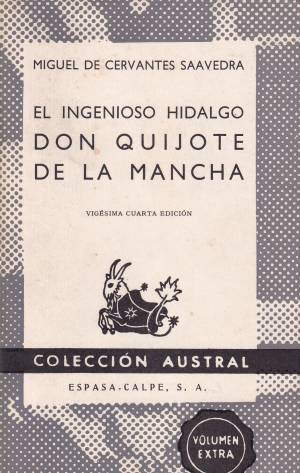 MIGUEL DE CERVANTES SAAVEDRA
EL INGENIOSO HIDALGO
DON QUIJOTE
DE LA MANCHA
VIGÉSIMA CUARTA EDICIÓN
COLECCIÓN AUSTRAL
ESPASA-CALPE, S. A.
VOLUMEN
EXTRA